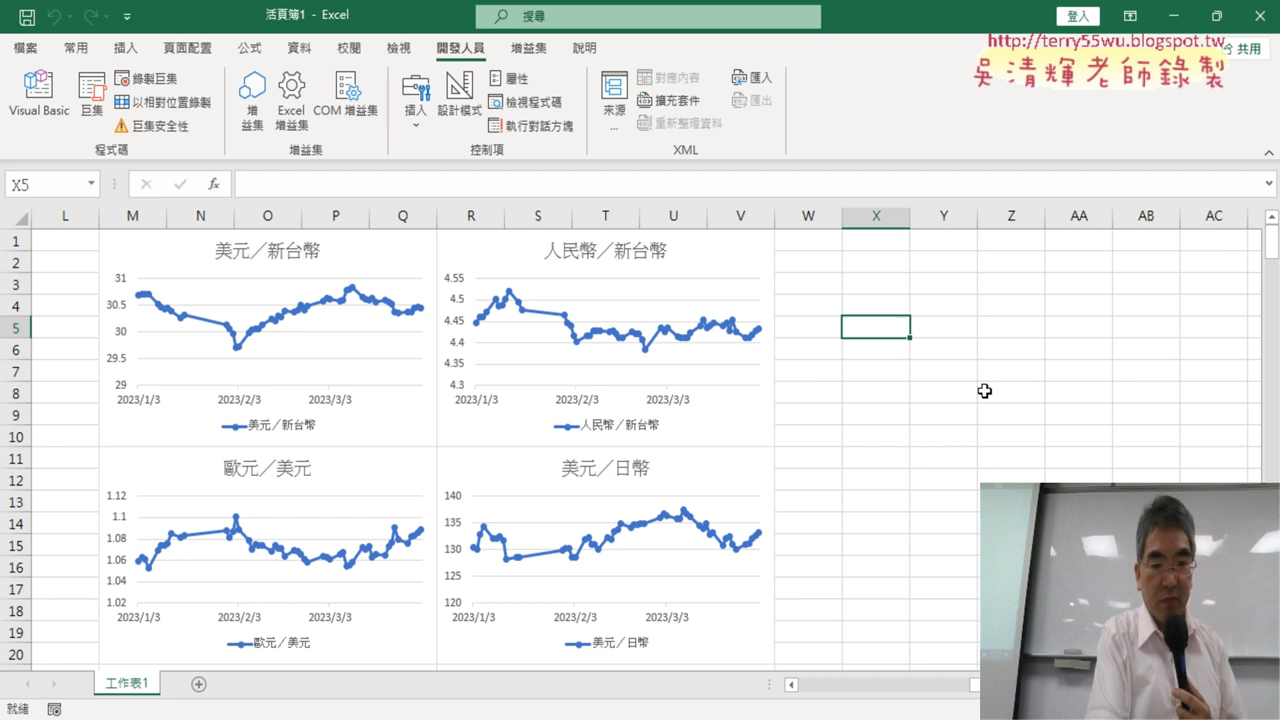 活頁簿1 - Excel
搜尋
登入
檔案 常用 插入 頁面配置 公式 資料 校閱 檢視 開發人員 增益集 說明
共用
http://terry55wu.blogspot.tw
吳清輝老師錄製
Visual Basic
巨集
錄製巨集
以相對位置錄製
巨集安全性
程式碼
增益集
Excel 增益集
COM 增益集
增益集
插入
設計模式
屬性
檢視程式碼
執行對話方塊
控制項
來源...
對應內容
擴充套件
重新整理資料
匯入
匯出
XML
X5
fx
L M N O P Q R S T U V W X Y Z AA AB AC
1
2
3
4
5
6
7
8
9
10
11
12
13
14
15
16
17
18
19
20
美元／新台幣
31
30.5
30
29.5
29
2023/1/3 2023/2/3 2023/3/3
美元／新台幣
人民幣／新台幣
4.55
4.5
4.45
4.4
4.35
4.3
2023/1/3 2023/2/3 2023/3/3
人民幣／新台幣
歐元／美元
1.12
1.1
1.08
1.06
1.04
1.02
2023/1/3 2023/2/3 2023/3/3
歐元／美元
美元／日幣
140
135
130
125
120
2023/1/3 2023/2/3 2023/3/3
美元／日幣
工作表1
就緒